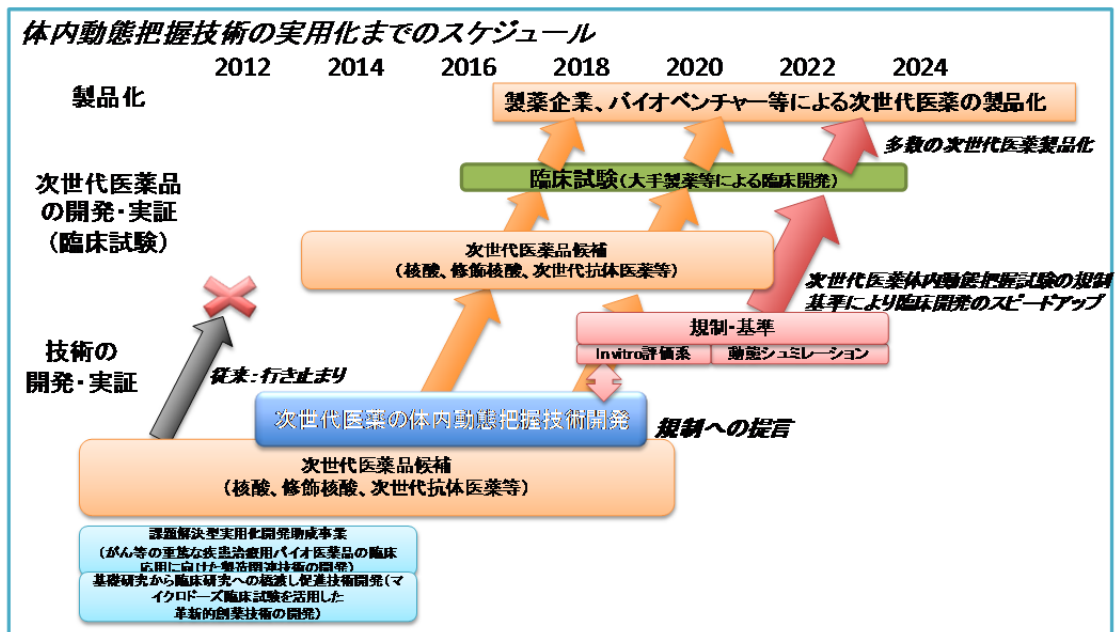 体内動態把握技術の実用化までのスケジュール
2012 2014 2016 2018 2020 2022 2024
製品化
製薬企業、バイオベンチャー等による次世代医薬の製品化
多数の次世代医薬製品化
臨床試験(大手製薬等による臨床開発)
次世代医薬品
の開発・実証
(臨床試験)
次世代医薬品候補
(核酸、修飾核酸、次世代抗体医薬等)
次世代医薬体内動態把握試験の規制
基準により臨床開発のスピードアップ
規制・基準
Invitro評価系
動態シュミレーション
技術の
開発・実証
従来:行き止まり
次世代医薬の体内動態把握技術開発
規制への提言
次世代医薬品候補
(核酸、修飾核酸、次世代抗体医薬等)
課題解決型実用化開発助成事業
(がん等の重篤な疾患治療用バイオ医薬品の臨床
応用に向けた製造関連技術の開発)
基礎研究から臨床研究への橋渡し促進技術開発(マ
イクロドーズ臨床試験を活用した
革新的創薬技術の開発)